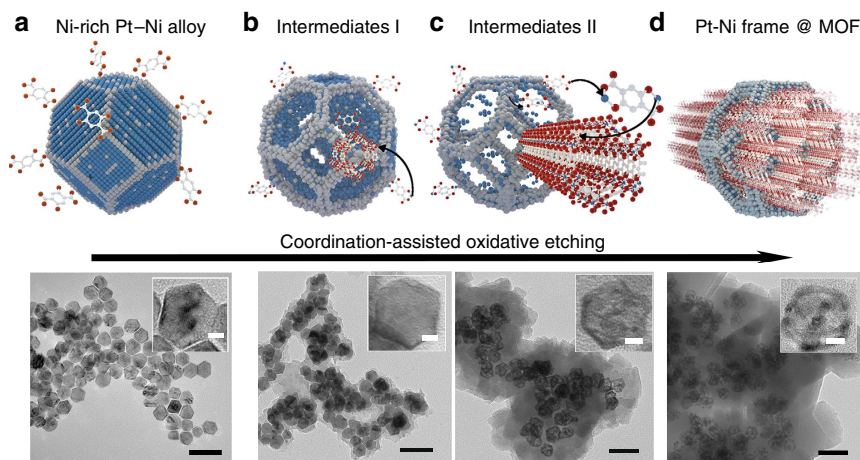 a Ni-rich Pt–Ni alloy
b Intermediates I
c Intermediates II
d Pt-Ni frame @ MOF
Coordination-assisted oxidative etching